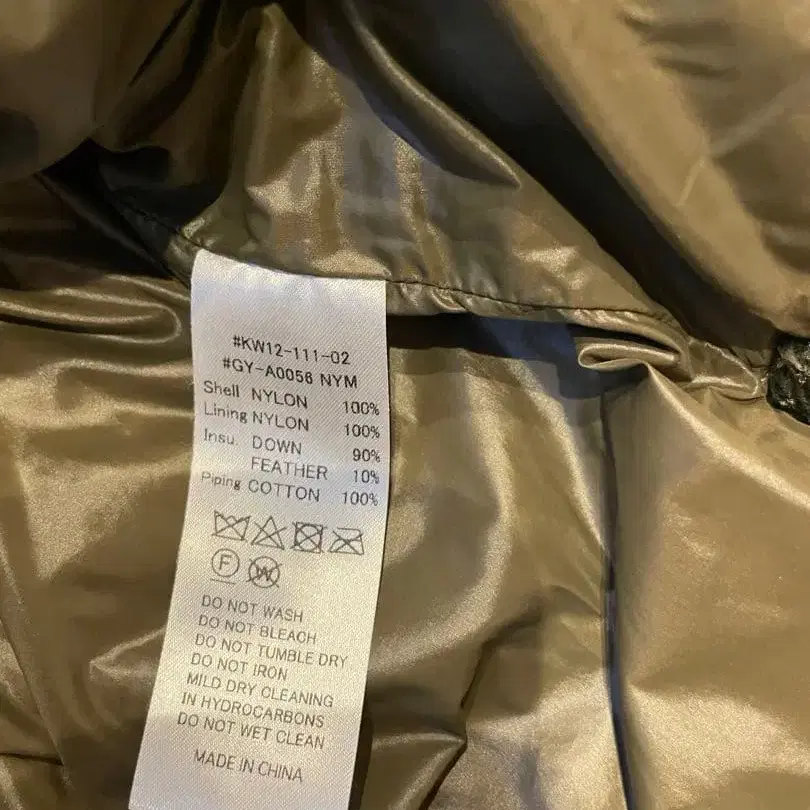 #KW12-111-02
#GY-A0056 NYM
Shell NYLON 100%
Lining NYLON 100%
Insu. DOWN 90%
FEATHER 10%
Piping COTTON 100%
F W
DO NOT WASH
DO NOT BLEACH
DO NOT TUMBLE DRY
DO NOT IRON
MILD DRY CLEANING
IN HYDROCARBONS
DO NOT WET CLEAN
MADE IN CHINA